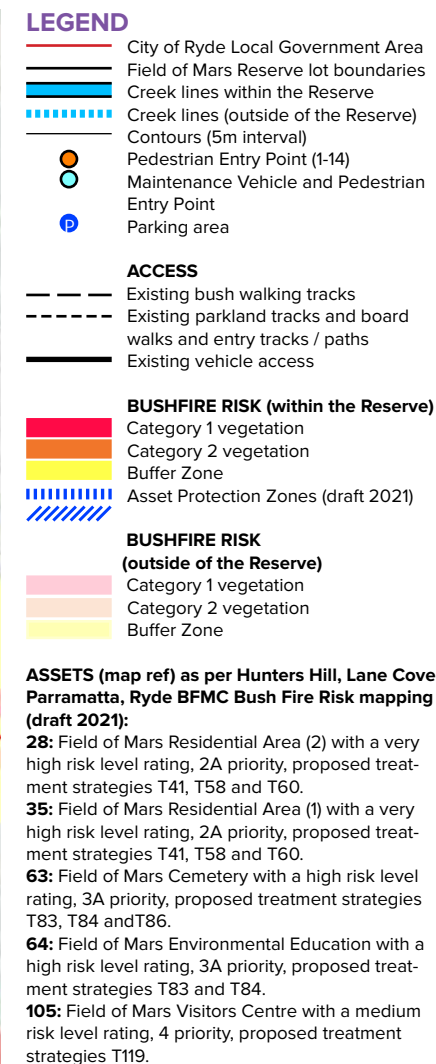 LEGEND
City of Ryde Local Government Area
Field of Mars Reserve lot boundaries
Creek lines within the Reserve
Creek lines (outside of the Reserve)
Contours (5m interval)
Pedestrian Entry Point (1-14)
Maintenance Vehicle and Pedestrian
Entry Point
P Parking area
ACCESS
Existing bush walking tracks
Existing parkland tracks and board
walks and entry tracks / paths
Existing vehicle access
BUSHFIRE RISK (within the Reserve)
Category 1 vegetation
Category 2 vegetation
Buffer Zone
Asset Protection Zones (draft 2021)
BUSHFIRE RISK
(outside of the Reserve)
Category 1 vegetation
Category 2 vegetation
Buffer Zone
ASSETS (map ref) as per Hunters Hill, Lane Cove
Parramatta, Ryde BFMC Bush Fire Risk mapping
(draft 2021):
28: Field of Mars Residential Area (2) with a very
high risk level rating, 2A priority, proposed treat-
ment strategies T41, T58 and T60.
35: Field of Mars Residential Area (1) with a very
high risk level rating, 2A priority, proposed treat-
ment strategies T41, T58 and T60.
63: Field of Mars Cemetery with a high risk level
rating, 3A priority, proposed treatment strategies
T83, T84 andT86.
64: Field of Mars Environmental Education with a
high risk level rating, 3A priority, proposed treat-
ment strategies T83 and T84.
105: Field of Mars Visitors Centre with a medium
risk level rating, 4 priority, proposed treatment
strategies T119.